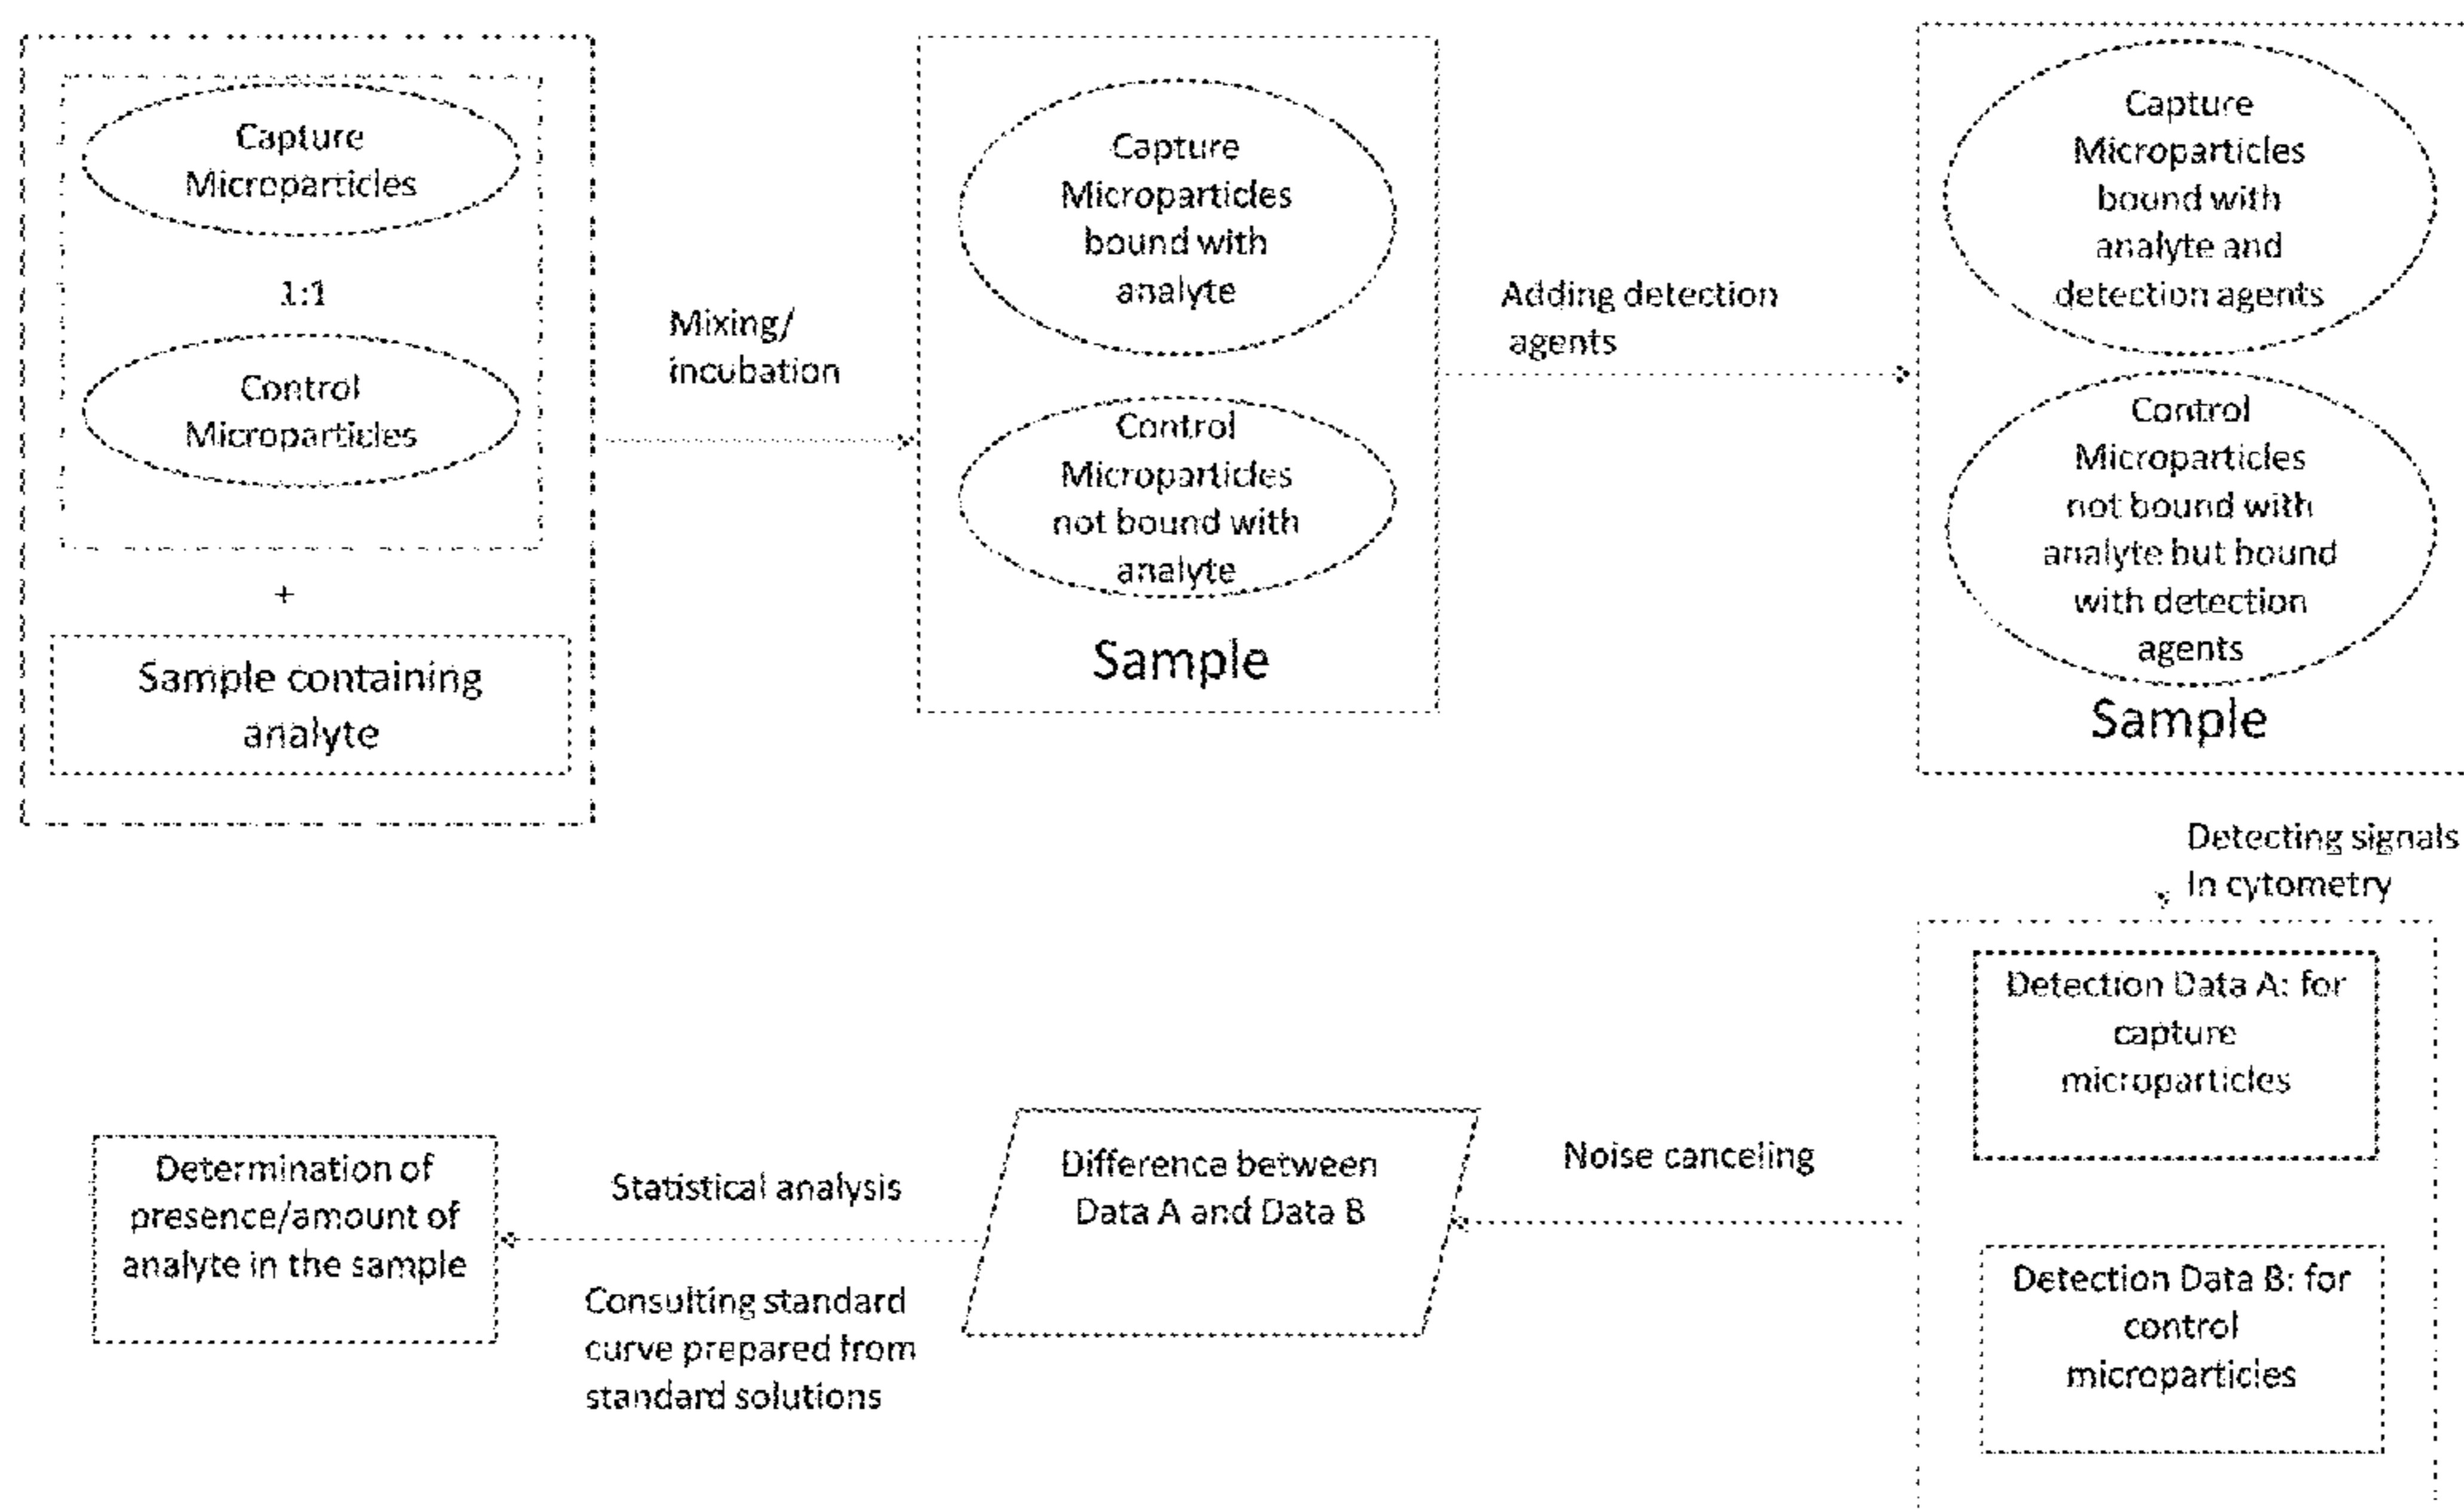 Capture
Microparticles
1:1
Control
Microparticles
+
Sample containing
analyte
Mixing/
incubation
Capture
Microparticles
bound with
analyte
Control
Microparticles
not bound with
analyte
Sample
Adding detection
agents
Capture
Microparticles
bound with
analyte and
detection agents
Control
Microparticles
not bound with
analyte but bound
with detection
agents
Sample
Detecting signals
In cytometry
Detection Data A: for
capture
microparticles
Detection Data B: for
control
microparticles
Noise canceling
Difference between
Data A and Data B
Statistical analysis
Consulting standard
curve prepared from
standard solutions
Determination of
presence/amount of
analyte in the sample